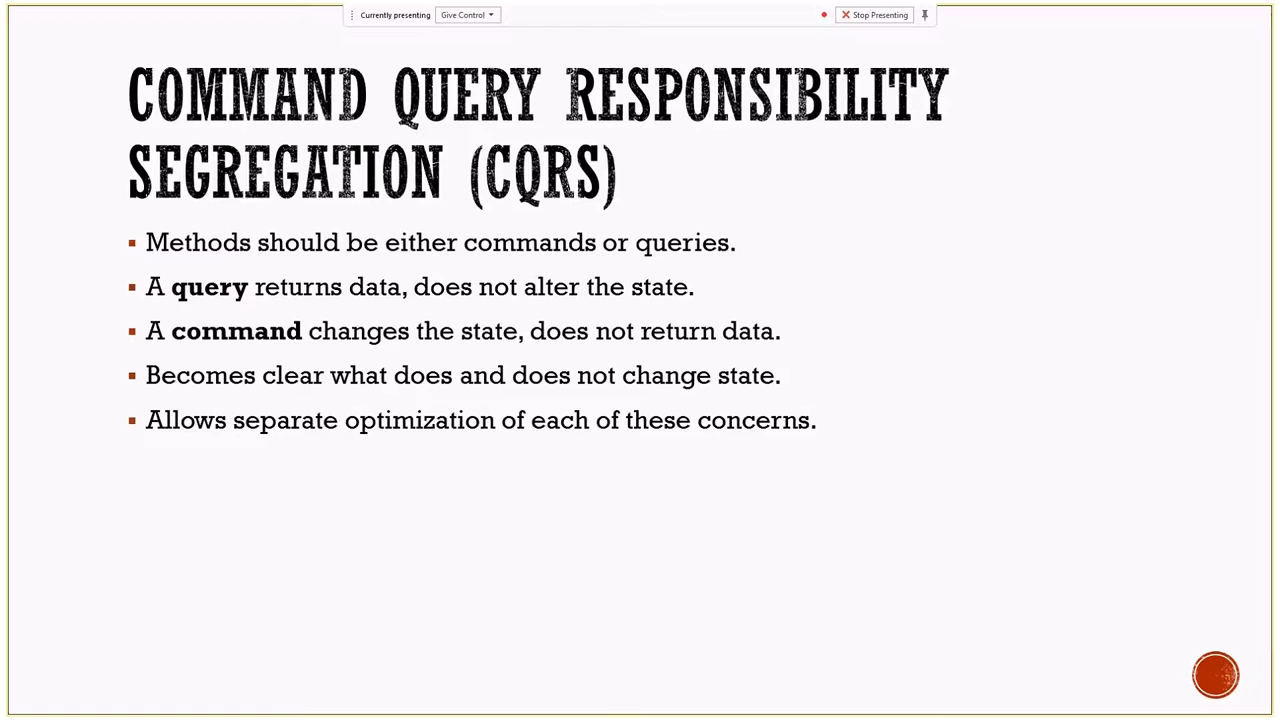 Currently presenting Give Control Stop Presenting
COMMAND QUERY RESPONSIBILITY
SEGREGATION (CQRS)
Methods should be either commands or queries.
A query returns data, does not alter the state.
A command changes the state, does not return data.
Becomes clear what does and does not change state.
Allows separate optimization of each of these concerns.